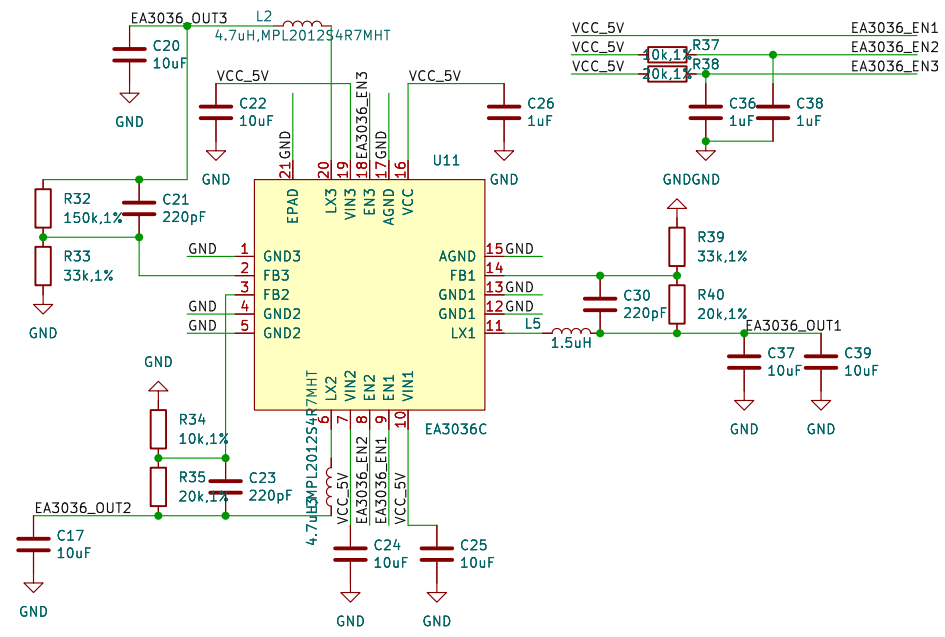 EA3036_OUT3
L2
4.7uH,MPL2012S4R7MHT
C20
10uF
GND
VCC_5V
C22
10uF
GND
GND
EA3036_EN3
GND
VCC_5V
C26
1uF
GND
VCC_5V
EA3036_EN1
VCC_5V
R37
10k,1%
EA3036_EN2
VCC_5V
R38
20k,1%
EA3036_EN3
C36
1uF
C38
1uF
GNDGND
U11
21
20
19
18
17
16
EPAD
LX3
VIN3
EN3
AGND
VCC
R32
150k,1%
C21
220pF
R33
33k,1%
GND
GND
1
GND3
2
FB3
3
FB2
GND
4
GND2
GND
5
GND2
AGND
15
GND
FB1
14
GND1
13
GND
GND1
12
GND
LX1
11
L5
1.5uH
R39
33k,1%
C30
220pF
R40
20k,1%
EA3036_OUT1
C37
10uF
C39
10uF
GND
GND
LX2
VIN2
EN2
EN1
VIN1
6
7
8
9
10
EA3036C
GND
R34
10k,1%
R35
20k,1%
C23
220pF
EA3036_OUT2
C17
10uF
GND
L3
4.7uH,MPL2012S4R7MHT
VCC_5V
EA3036_EN2
EA3036_EN1
VCC_5V
C24
10uF
C25
10uF
GND
GND